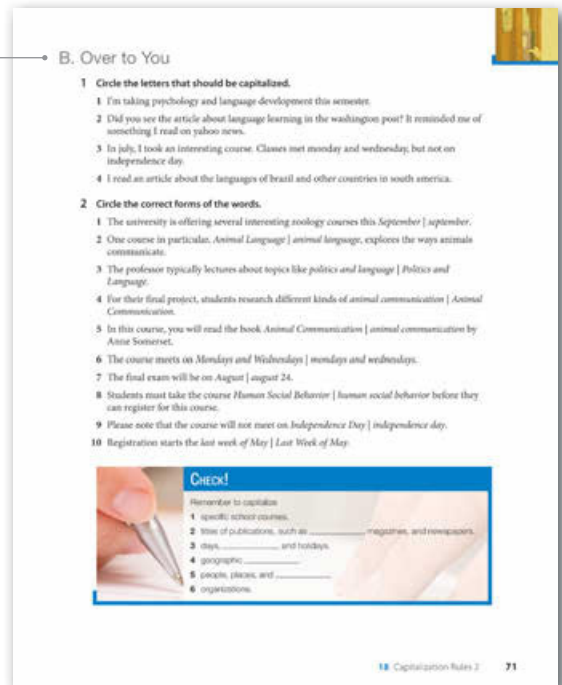 B. Over to You
1 Circle the letters that should be capitalized.
1 I'm taking psychology and language development this semester.
2 Did you see the article about language learning in the washington post? It reminded me of
something I read on yahoo news.
3 In july, I took an interesting course. Classes met monday and wednesday, but not on
independence day.
4 I read an article about the languages of brazil and other countries in south america.
2 Circle the correct forms of the words.
1 The university is offering several interesting zoology courses this September | september.
2 One course in particular, Animal Language | animal language, explores the ways animals
communicate.
3 The professor typically lectures about topics like politics and language | Politics and
Language.
4 For their final project, students research different kinds of animal communication | Animal
Communication.
5 In this course, you will read the book Animal Communication | animal communication by
Anne Somerset.
6 The course meets on Mondays and Wednesdays | mondays and wednesdays.
7 The final exam will be on August | august 24.
8 Students must take the course Human Social Behavior | human social behavior before they
can register for this course.
9 Please note that the course will not meet on Independence Day | independence day.
10 Registration starts the last week of May | Last Week of May.
CHECK!
Remember to capitalize
1 specific school courses.
2 titles of publications, such as ____________ magazines, and newspapers.
3 days, ____________ and holidays.
4 geographic ____________
5 people, places, and ____________
6 organizations.
18 Capitalization Rules 2 71